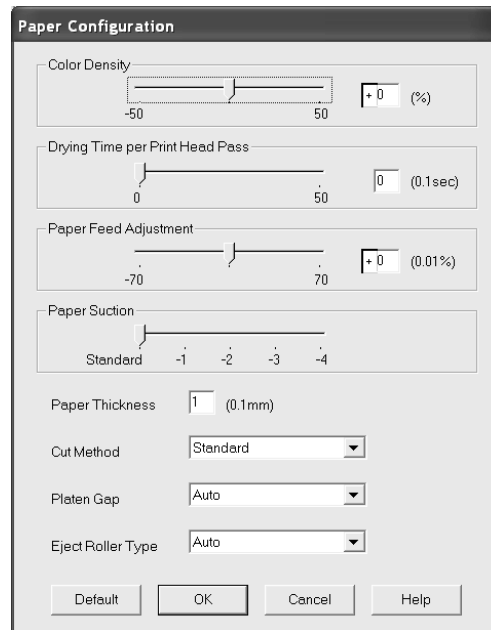 Paper Configuration
Color Density
+ 0 (%)
-50 50
Drying Time per Print Head Pass
0 (0.1sec)
0 50
Paper Feed Adjustment
+ 0 (0.01%)
-70 70
Paper Suction
Standard -1 -2 -3 -4
Paper Thickness 1 (0.1mm)
Cut Method Standard
Platen Gap Auto
Eject Roller Type Auto
Default OK Cancel Help